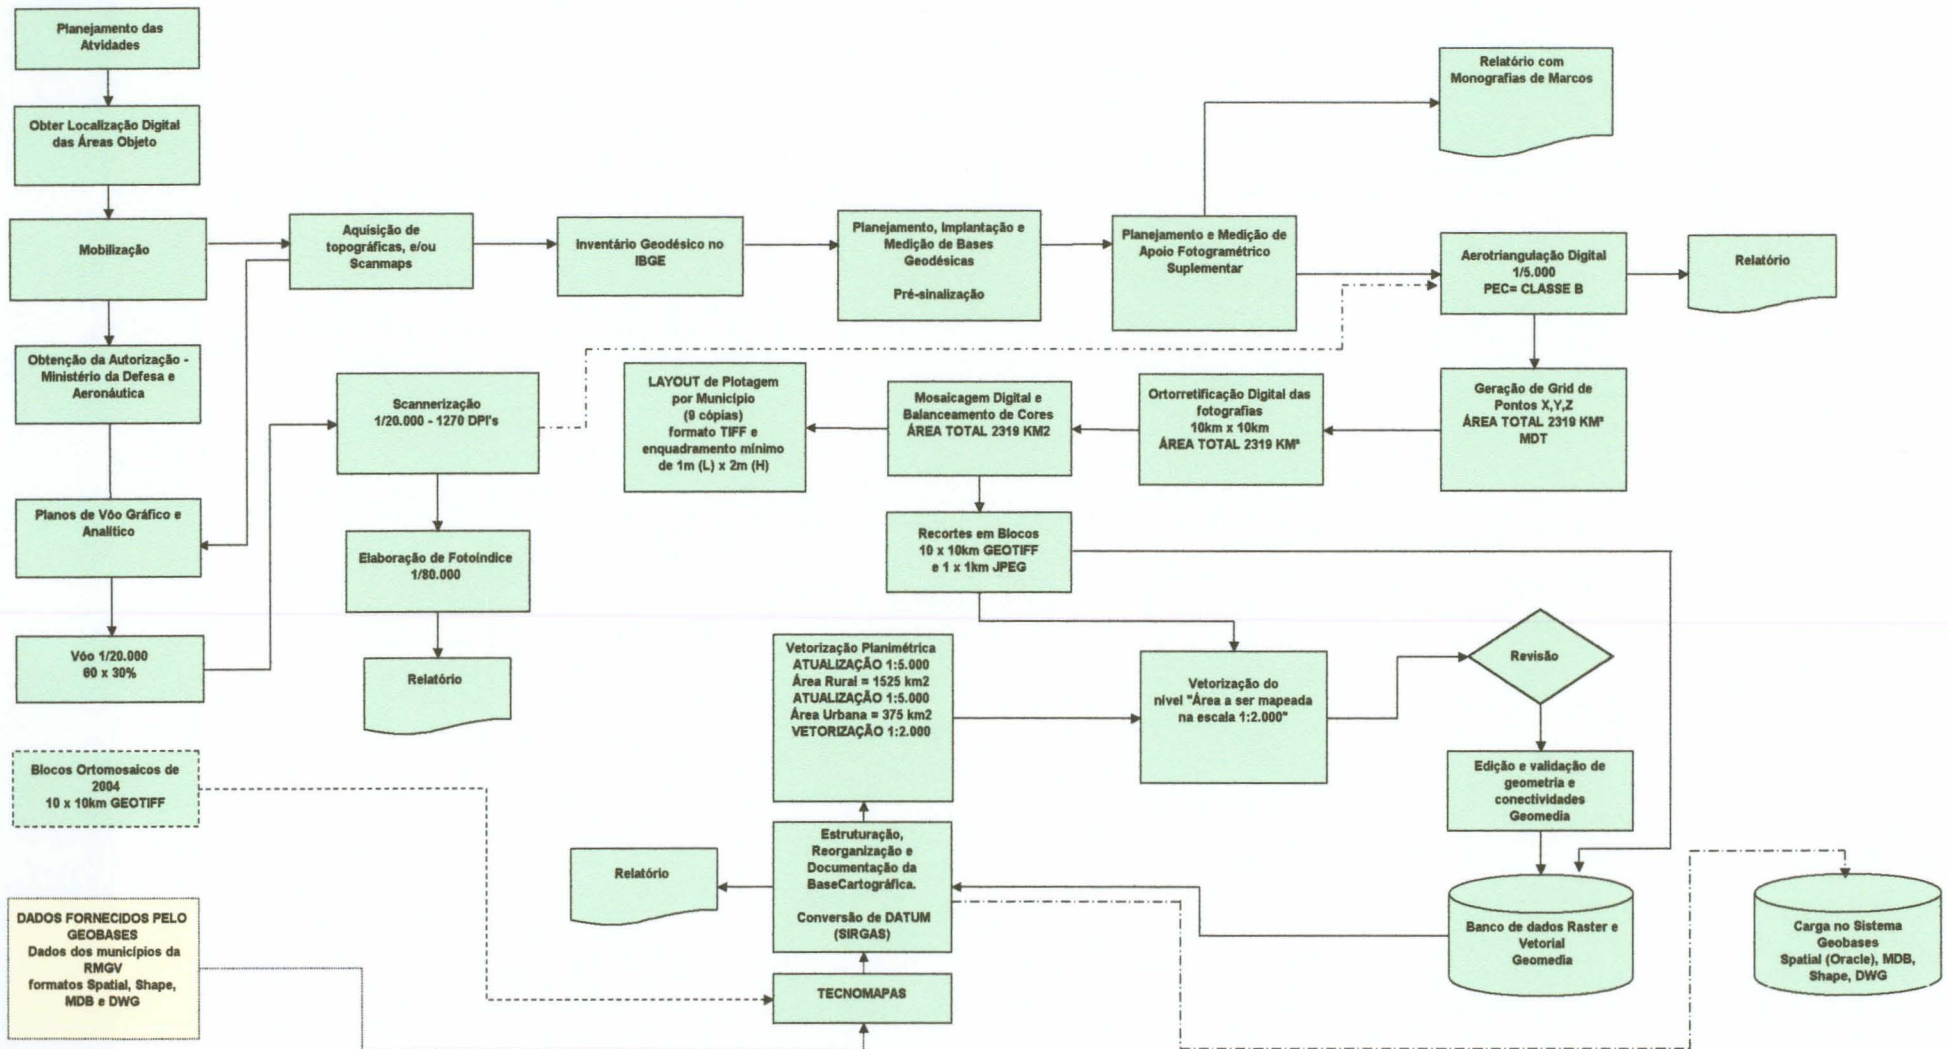 Planejamento das
Atvidades
Obter Localização Digital
das Áreas Objeto
Mobilização
Aquisição de
topográficas, e/ou
Scanmaps
Inventário Geodésico no
IBGE
Planejamento, Implantação e
Medição de Bases
Geodésicas
Pré-sinalização
Planejamento e Medição de
Apoio Fotogramétrico
Suplementar
Relatório com
Monografias de Marcos
Aerotriangulação Digital
1/5.000
PEC= CLASSE B
Relatório
Obtenção da Autorização -
Ministério da Defesa e
Aeronáutica
Scannerização
1/20.000 - 1270 DPI's
LAYOUT de Plotagem
por Município
(9 cópias)
formato TIFF e
enquadramento mínimo
de 1m (L) x 2m (H)
Mosaicagem Digital e
Balanceamento de Cores
ÁREA TOTAL 2319 KM2
Ortorretificação Digital das
fotografias
10km x 10km
ÁREA TOTAL 2319 KM²
Geração de Grid de
Pontos X,Y,Z
ÁREA TOTAL 2319 KM²
MDT
Planos de Vôo Gráfico e
Analítico
Elaboração de Fotoíndice
1/80.000
Recortes em Blocos
10 x 10km GEOTIFF
e 1 x 1km JPEG
Vôo 1/20.000
60 x 30%
Relatório
Vetorização Planimétrica
ATUALIZAÇÃO 1:5.000
Área Rural = 1525 km2
ATUALIZAÇÃO 1:5.000
Área Urbana = 375 km2
VETORIZAÇÃO 1:2.000
Vetorização do
nível "Área a ser mapeada
na escala 1:2.000"
Revisão
Blocos Ortomosaicos de
2004
10 x 10km GEOTIFF
Edição e validação de
geometria e
conectividades
Geomedia
Relatório
Estruturação,
Reorganização e
Documentação da
BaseCartográfica.
Conversão de DATUM
(SIRGAS)
DADOS FORNECIDOS PELO
GEOBASES
Dados dos municípios da
RMGV
formatos Spatial, Shape,
MDB e DWG
TECNOMAPAS
Banco de dados Raster e
Vetorial
Geomedia
Carga no Sistema
Geobases
Spatial (Oracle), MDB,
Shape, DWG